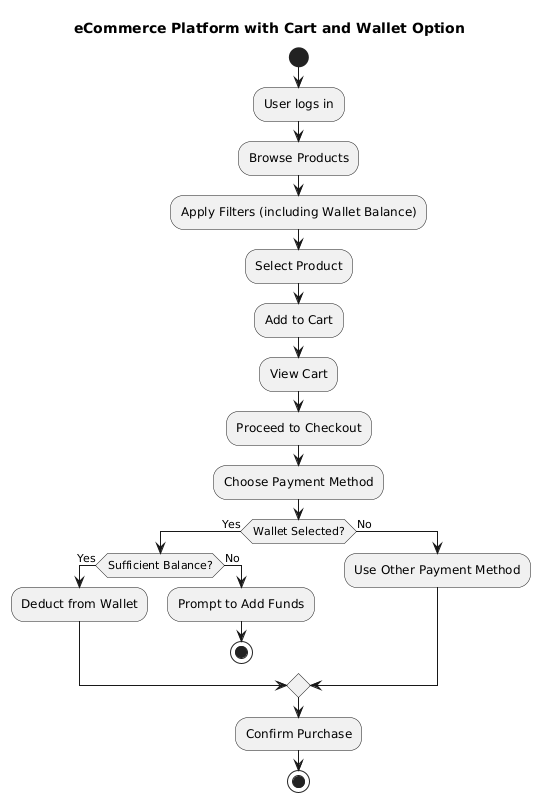 eCommerce Platform with Cart and Wallet Option
User logs in
Browse Products
Apply Filters (including Wallet Balance)
Select Product
Add to Cart
View Cart
Proceed to Checkout
Choose Payment Method
Yes
Wallet Selected?
No
Yes
Sufficient Balance?
No
Use Other Payment Method
Deduct from Wallet
Prompt to Add Funds
Confirm Purchase